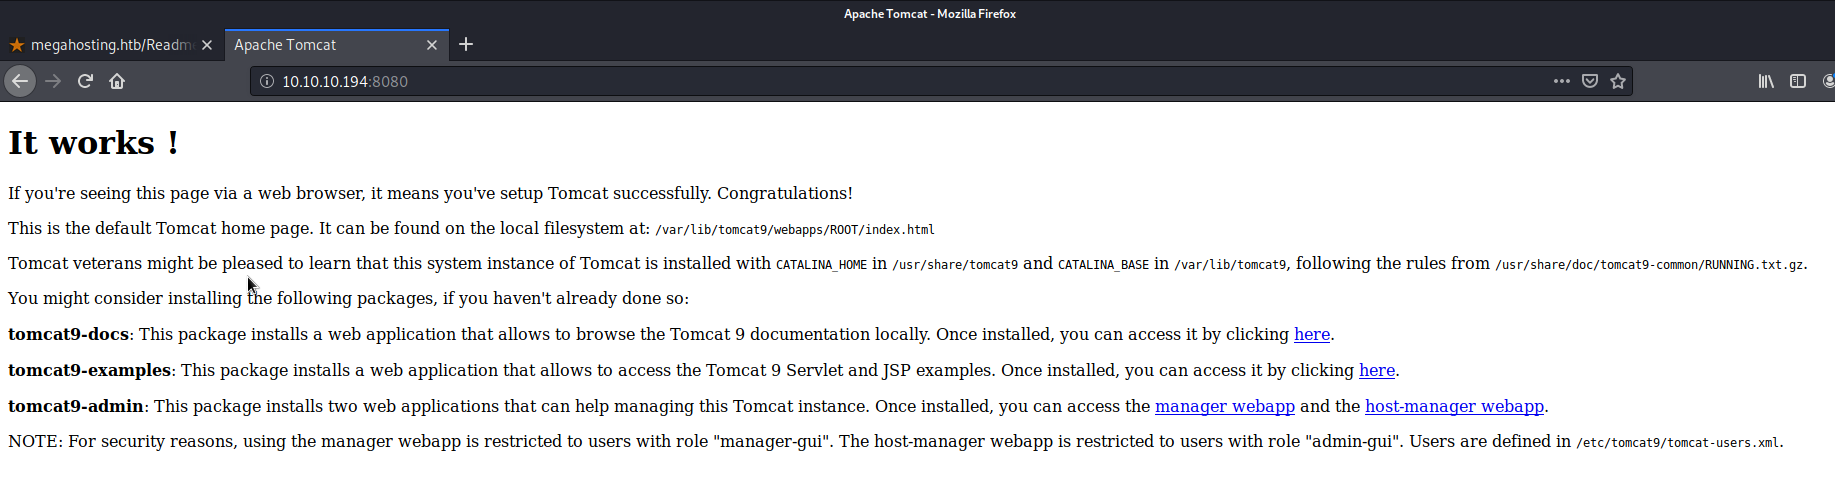 Apache Tomcat - Mozilla Firefox
megahosting.htb/Readm
Apache Tomcat
10.10.10.194:8080
It works !
If you're seeing this page via a web browser, it means you've setup Tomcat successfully. Congratulations!
This is the default Tomcat home page. It can be found on the local filesystem at: /var/lib/tomcat9/webapps/ROOT/index.html
Tomcat veterans might be pleased to learn that this system instance of Tomcat is installed with CATALINA_HOME in /usr/share/tomcat9 and CATALINA_BASE in /var/lib/tomcat9, following the rules from /usr/share/doc/tomcat9-common/RUNNING.txt.gz.
You might consider installing the following packages, if you haven't already done so:
tomcat9-docs: This package installs a web application that allows to browse the Tomcat 9 documentation locally. Once installed, you can access it by clicking here.
tomcat9-examples: This package installs a web application that allows to access the Tomcat 9 Servlet and JSP examples. Once installed, you can access it by clicking here.
tomcat9-admin: This package installs two web applications that can help managing this Tomcat instance. Once installed, you can access the manager webapp and the host-manager webapp.
NOTE: For security reasons, using the manager webapp is restricted to users with role "manager-gui". The host-manager webapp is restricted to users with role "admin-gui". Users are defined in /etc/tomcat9/tomcat-users.xml.